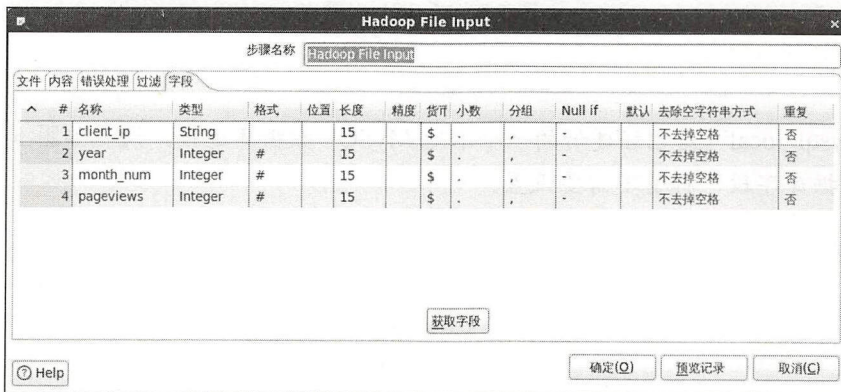 Hadoop File Input
步骤名称 Hadoop File Input
文件 内容 错误处理 过滤 字段
# 名称 类型 格式 位置 长度 精度 货币 小数 分组 Null if 默认 去除空字符串方式 重复
1 client_ip String 15 $ . , - 不去掉空格 否
2 year Integer # 15 $ . , - 不去掉空格 否
3 month_num Integer # 15 $ . , - 不去掉空格 否
4 pageviews Integer # 15 $ . , - 不去掉空格 否
获取字段
Help 确定(O) 预览记录 取消(C)